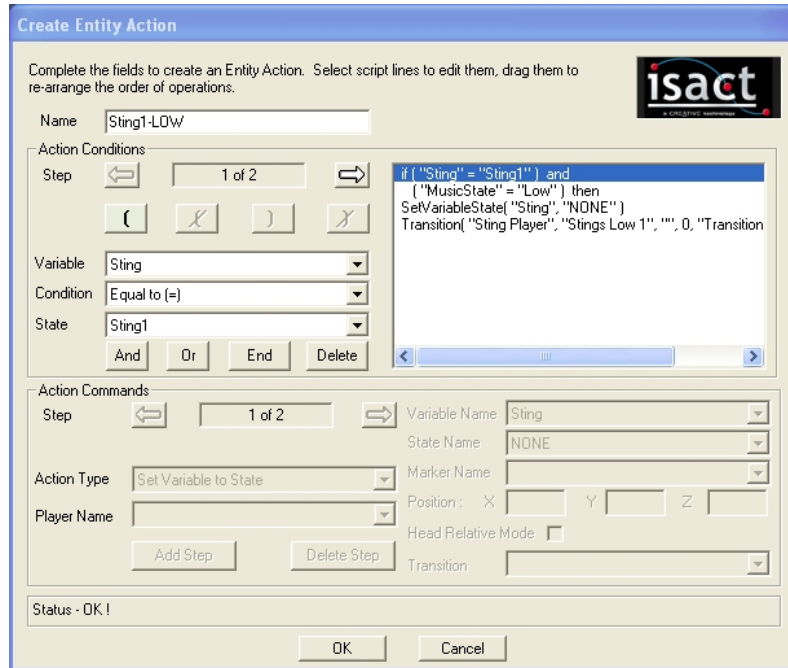 Create Entity Action
Complete the fields to create an Entity Action. Select script lines to edit them, drag them to
re-arrange the order of operations.
isact
a CREATIVE technology
Name Sting1-LOW
Action Conditions
Step 1 of 2
( ( ) )
Variable Sting
Condition Equal to (=)
State Sting1
And Or End Delete
if ( "Sting" = "Sting1" ) and
( "MusicState" = "Low" ) then
SetVariableState( "Sting", "NONE" )
Transition( "Sting Player", "Stings Low 1", "", 0, "Transition
Action Commands
Step 1 of 2
Action Type Set Variable to State
Player Name
Add Step Delete Step
Variable Name Sting
State Name NONE
Marker Name
Position : X Y Z
Head Relative Mode
Transition
Status - OK !
OK Cancel